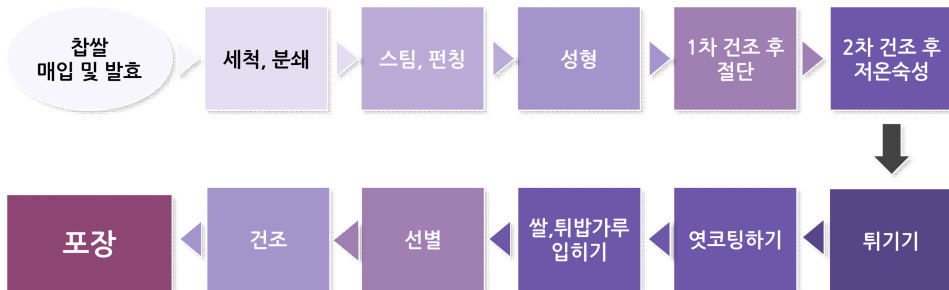 찹쌀
매입 및 발효
세척, 분쇄
스팀, 펀칭
성형
1차 건조 후
절단
2차 건조 후
저온숙성
튀기기
엿코팅하기
쌀,튀밥가루
입히기
선별
건조
포장